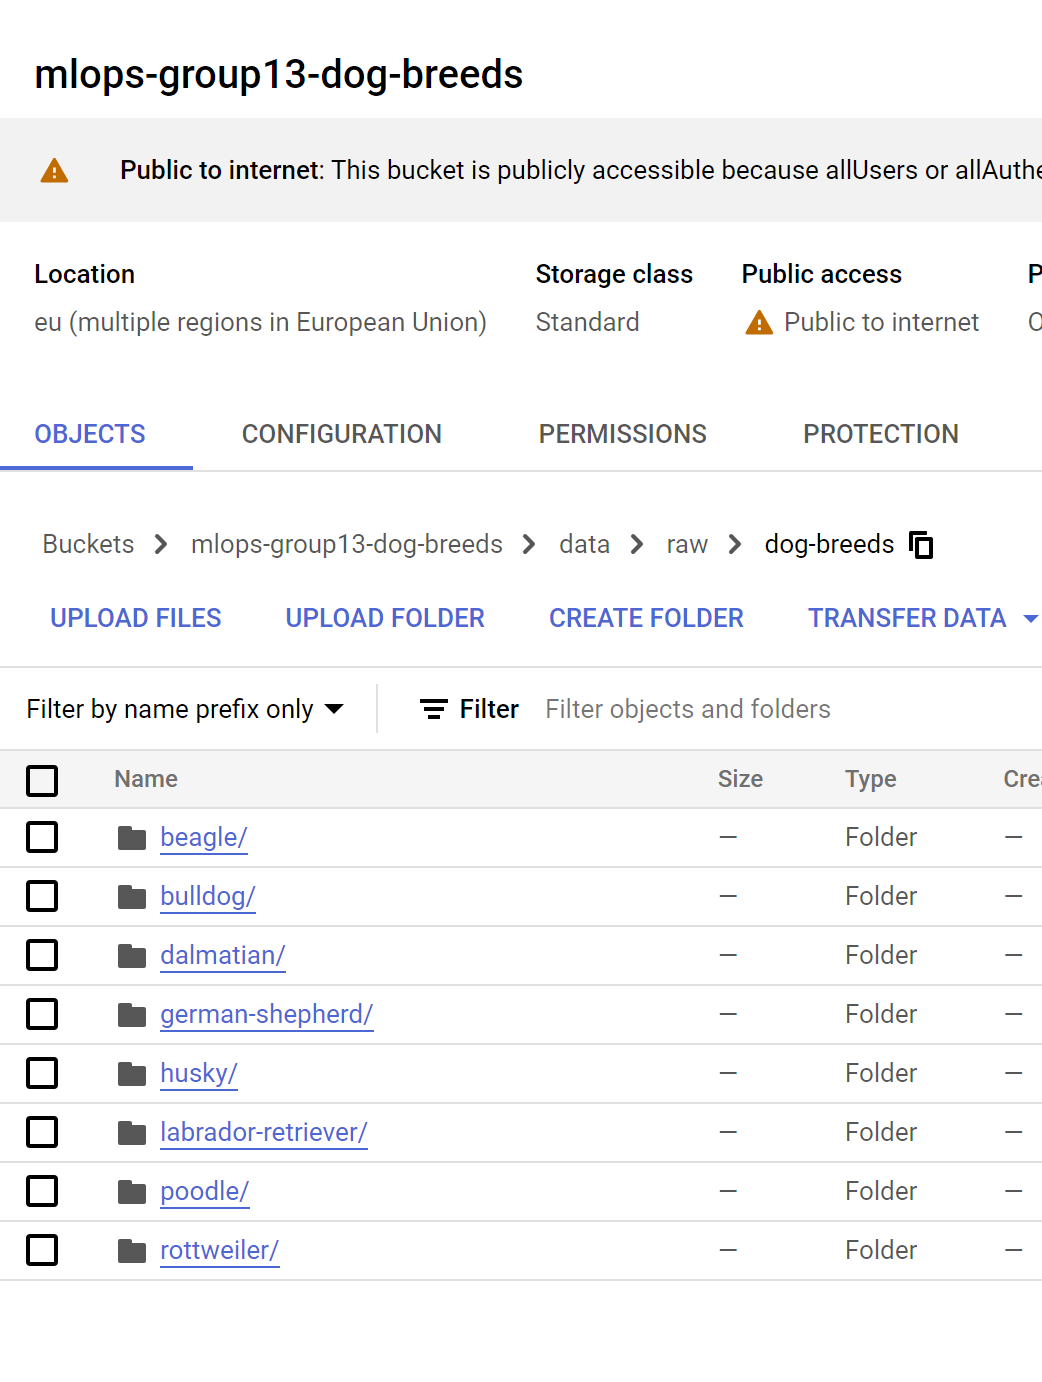 mlops-group13-dog-breeds
Public to internet: This bucket is publicly accessible because allUsers or allAuthe
Location Storage class Public access P
eu (multiple regions in European Union) Standard Public to internet
OBJECTS CONFIGURATION PERMISSIONS PROTECTION
Buckets mlops-group13-dog-breeds data raw dog-breeds
UPLOAD FILES UPLOAD FOLDER CREATE FOLDER TRANSFER DATA
Filter by name prefix only Filter Filter objects and folders
Name Size Type Crea
beagle/ — Folder —
bulldog/ — Folder —
dalmatian/ — Folder —
german-shepherd/ — Folder —
husky/ — Folder —
labrador-retriever/ — Folder —
poodle/ — Folder —
rottweiler/ — Folder —